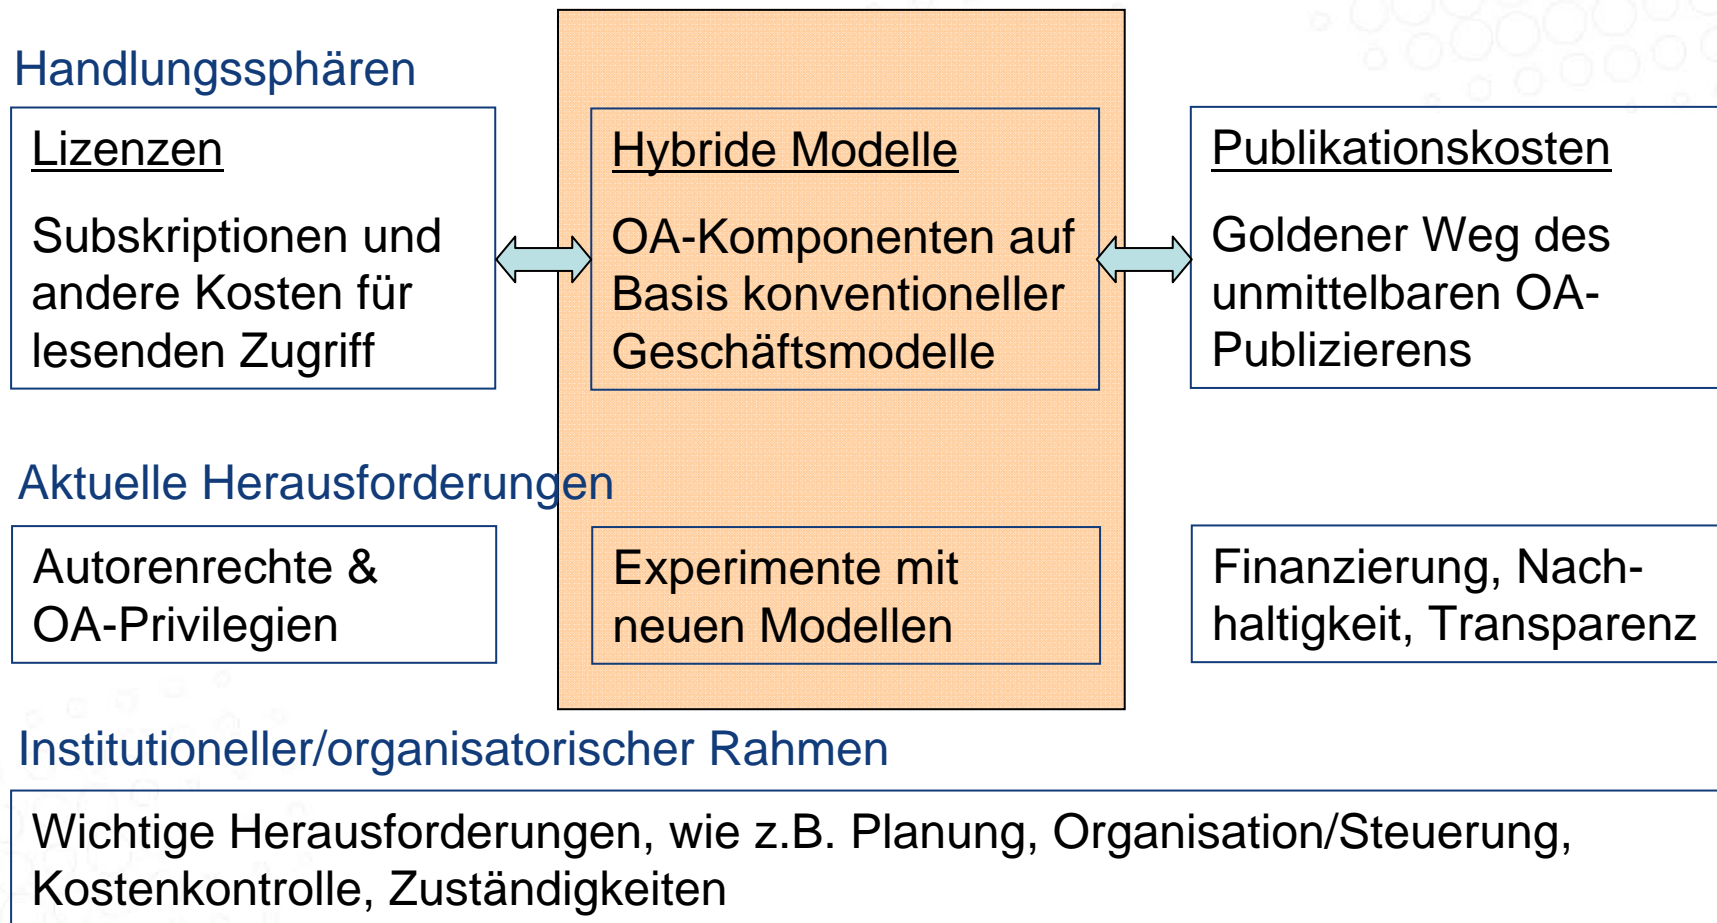 Handlungssphären
Lizenzen
Subskriptionen und
andere Kosten für
lesenden Zugriff
Hybride Modelle
OA-Komponenten auf
Basis konventioneller
Geschäftsmodelle
Publikationskosten
Goldener Weg des
unmittelbaren OA-
Publizierens
Aktuelle Herausforderungen
Autorenrechte &
OA-Privilegien
Experimente mit
neuen Modellen
Finanzierung, Nach-
haltigkeit, Transparenz
Institutioneller/organisatorischer Rahmen
Wichtige Herausforderungen, wie z.B. Planung, Organisation/Steuerung,
Kostenkontrolle, Zuständigkeiten